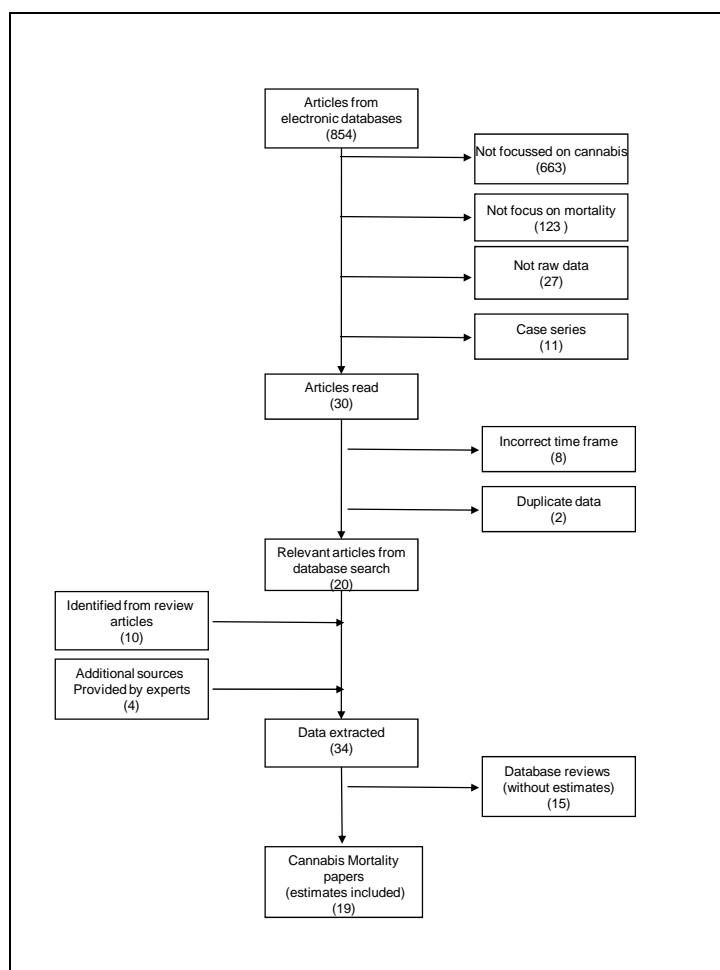 Articles from
electronic databases
(854)
Not focussed on cannabis
(663)
Not focus on mortality
(123 )
Not raw data
(27)
Case series
(11)
Articles read
(30)
Incorrect time frame
(8)
Duplicate data
(2)
Relevant articles from
database search
(20)
Identified from review
articles
(10)
Additional sources
Provided by experts
(4)
Data extracted
(34)
Database reviews
(without estimates)
(15)
Cannabis Mortality
papers
(estimates included)
(19)